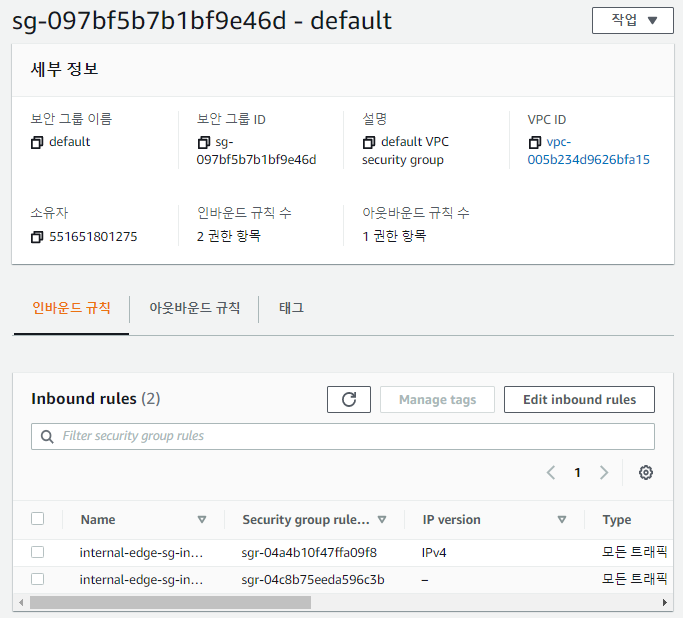 sg-097bf5b7b1bf9e46d - default
작업
세부 정보
보안 그룹 이름
default
보안 그룹 ID
sg-
097bf5b7b1bf9e46d
설명
default VPC
security group
VPC ID
vpc-
005b234d9626bfa15
소유자
551651801275
인바운드 규칙 수
2 권한 항목
아웃바운드 규칙 수
1 권한 항목
인바운드 규칙 아웃바운드 규칙 태그
Inbound rules (2)
Manage tags
Edit inbound rules
Filter security group rules
1
Name Security group rule... IP version Type
internal-edge-sg-in... sgr-04a4b10f47ffa09f8 IPv4 모든 트래픽
internal-edge-sg-in... sgr-04c8b75eeda596c3b – 모든 트래픽